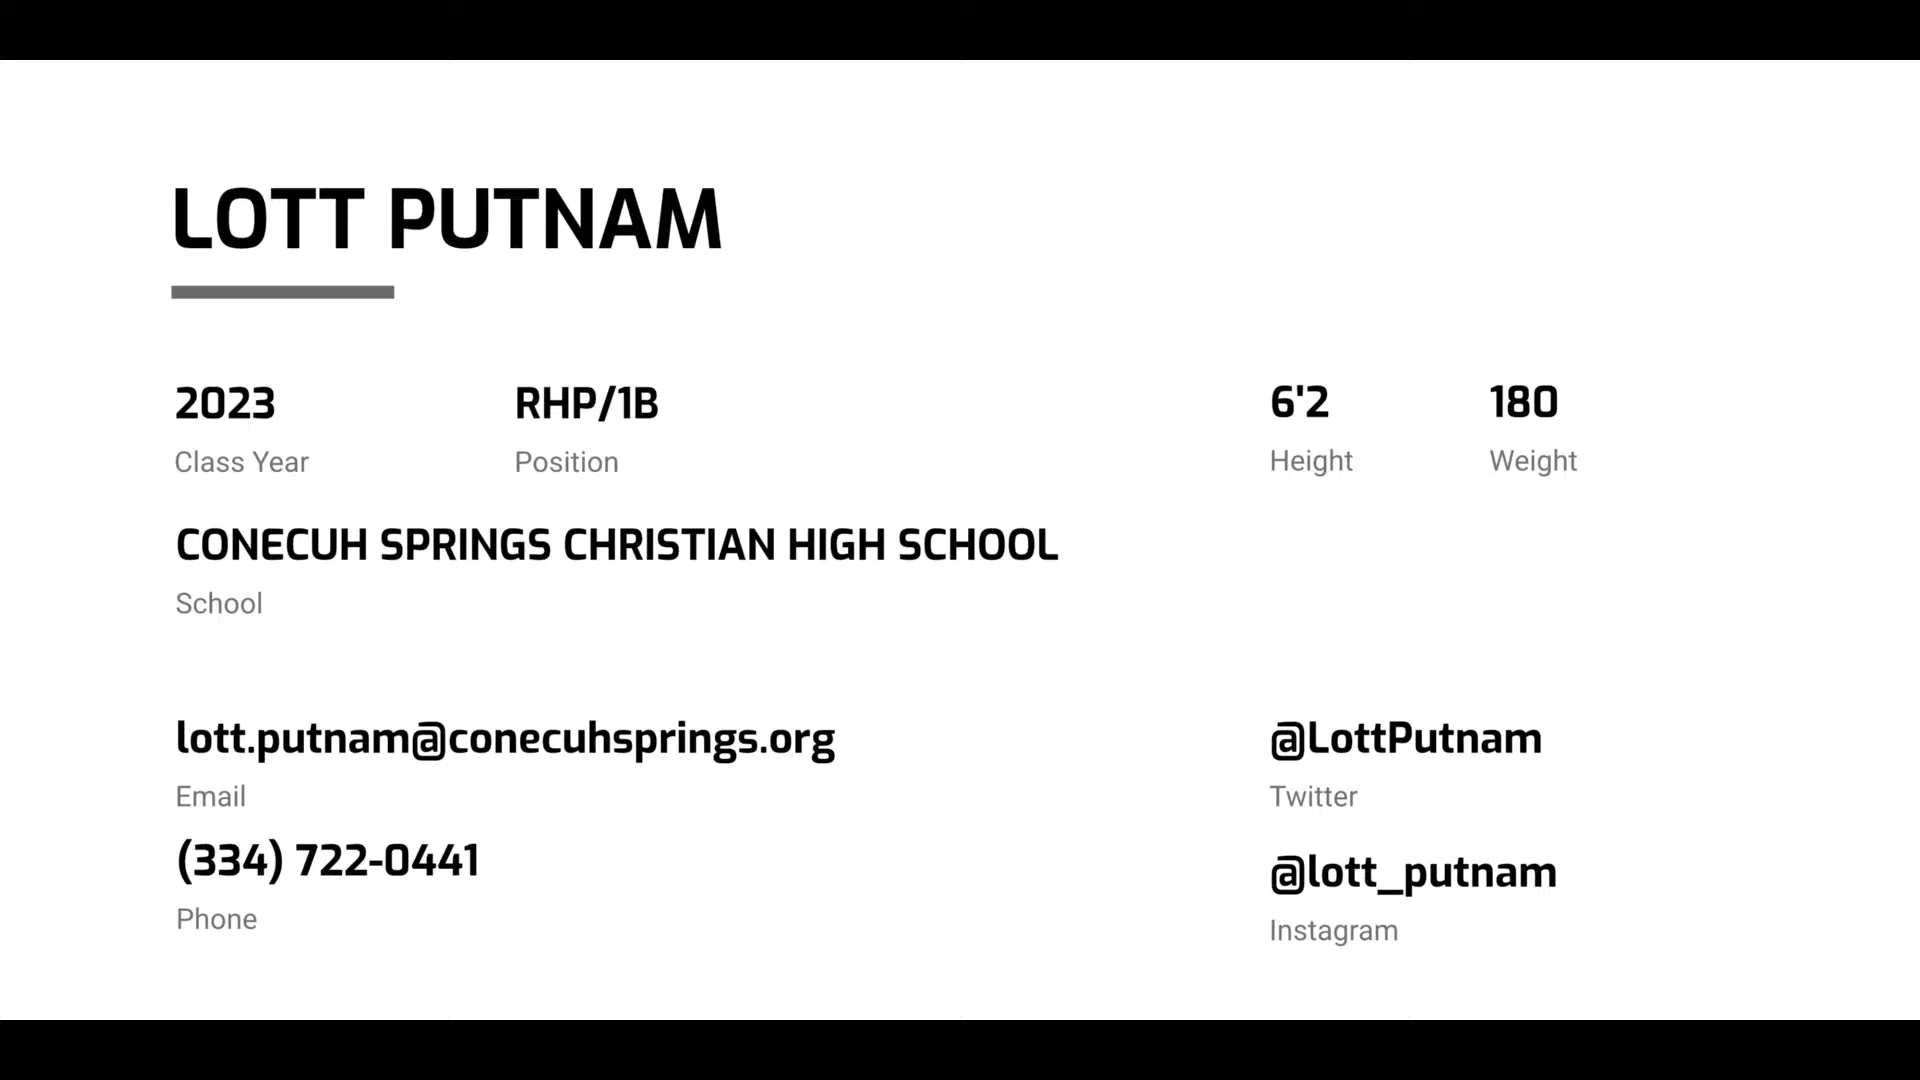 LOTT PUTNAM
2023
Class Year
RHP/1B
Position
6'2
Height
180
Weight
CONECUH SPRINGS CHRISTIAN HIGH SCHOOL
School
lott.putnam@conecuhsprings.org
Email
(334) 722-0441
Phone
@LottPutnam
Twitter
@lott_putnam
Instagram